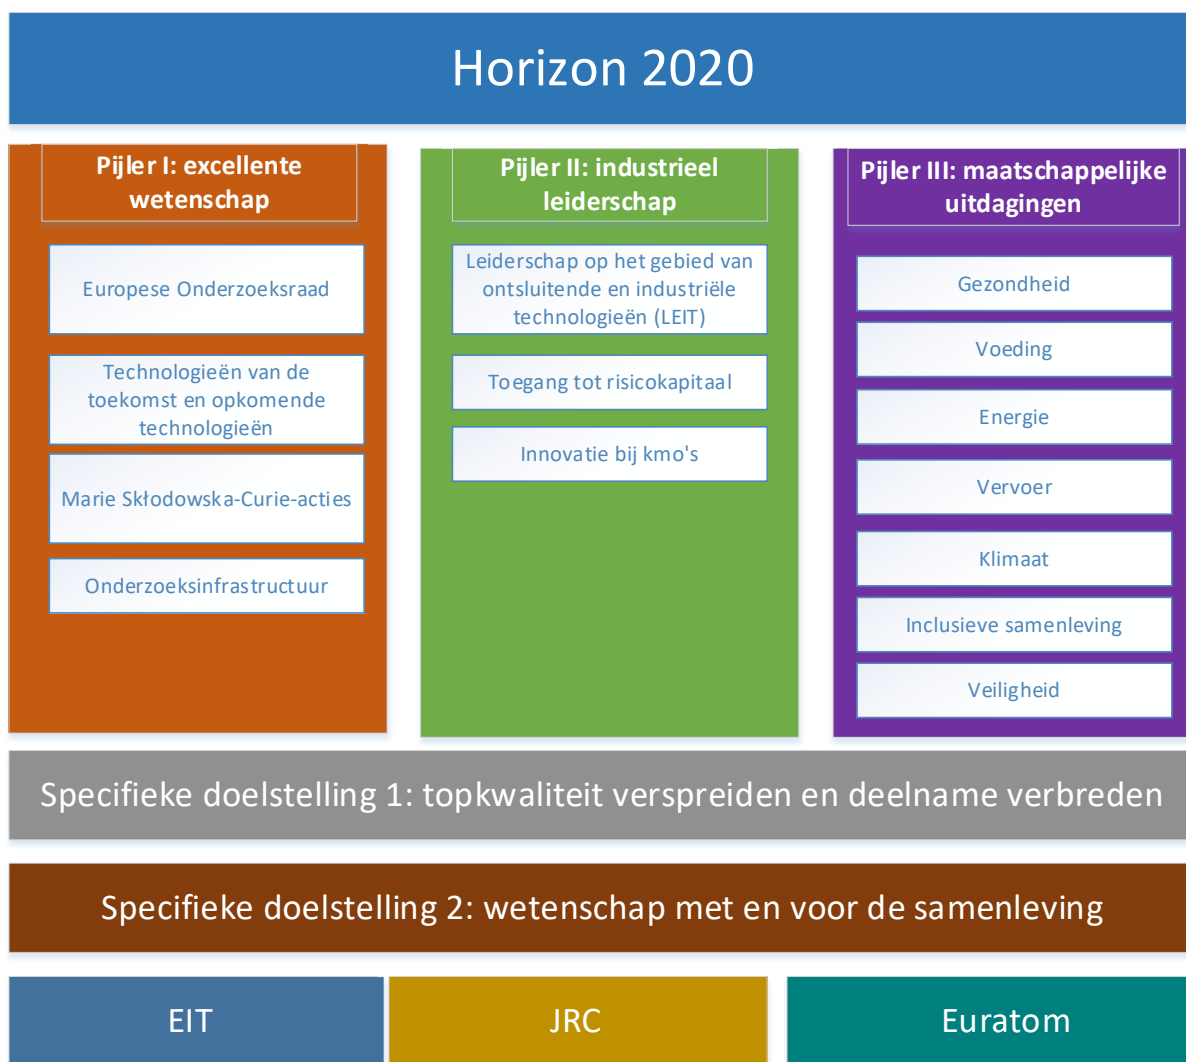 Horizon 2020
Pijler I: excellente
wetenschap
Europese Onderzoeksraad
Technologieën van de
toekomst en opkomende
technologieën
Marie Skłodowska-Curie-acties
Onderzoeksinfrastructuur
Pijler II: industrieel
leiderschap
Leiderschap op het gebied van
ontsluitende en industriële
technologieën (LEIT)
Toegang tot risicokapitaal
Innovatie bij kmo's
Pijler III: maatschappelijke
uitdagingen
Gezondheid
Voeding
Energie
Vervoer
Klimaat
Inclusieve samenleving
Veiligheid
Specifieke doelstelling 1: topkwaliteit verspreiden en deelname verbreden
Specifieke doelstelling 2: wetenschap met en voor de samenleving
EIT
JRC
Euratom